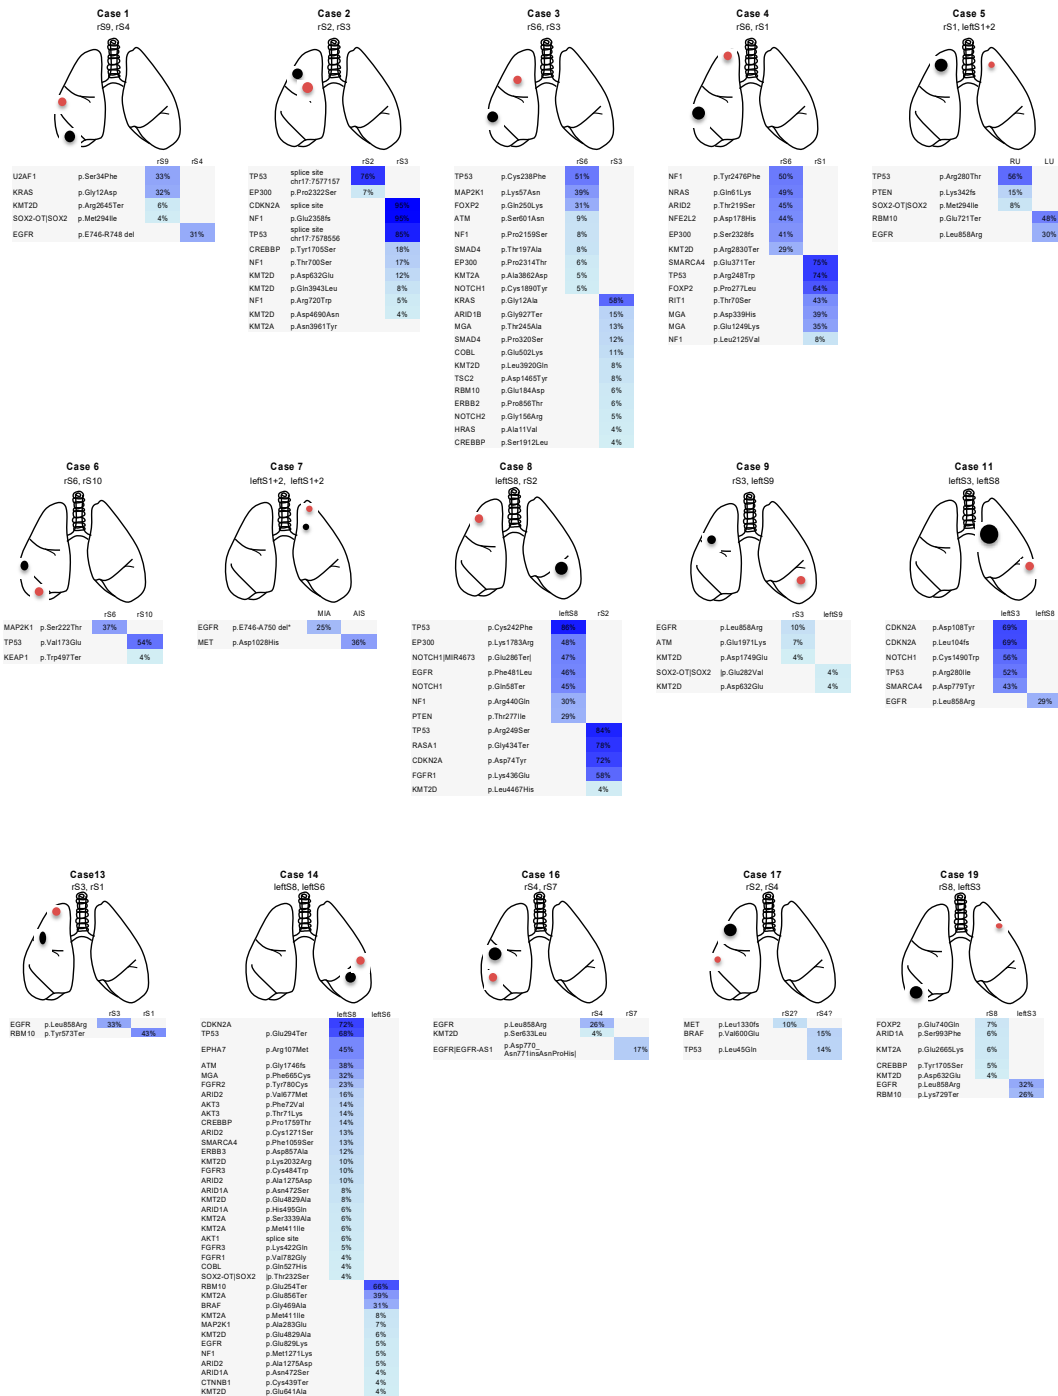 Case 1
rS9, rS4
rS9 rS4
U2AF1 p.Ser34Phe 33%
KRAS p.Gly12Asp 32%
KMT2D p.Arg2645Ter 6%
SOX2-OT|SOX2 p.Met294Ile 4%
EGFR p.E746-R748 del 31%
Case 2
rS2, rS3
rS2 rS3
TP53 splice site chr17:7577157 76%
EP300 p.Pro2322Ser 7%
CDKN2A splice site
NF1 p.Glu2358fs
TP53 splice site chr17:7578556 85%
CREBBP p.Tyr1705Ser 18%
NF1 p.Thr700Ser 17%
KMT2D p.Asp632Glu 12%
KMT2D p.Gln3943Leu 8%
NF1 p.Arg720Trp 5%
KMT2D p.Asp4690Asn 4%
KMT2A p.Asn3961Tyr
Case 3
rS6, rS3
rS6 rS3
TP53 p.Cys238Phe 51%
MAP2K1 p.Lys57Asn 39%
FOXP2 p.Gln250Lys 31%
ATM p.Ser601Asn 9%
NF1 p.Pro2159Ser 8%
SMAD4 p.Thr197Ala 8%
EP300 p.Pro2314Thr 6%
KMT2A p.Ala3862Asp 5%
NOTCH1 p.Cys1890Tyr 5%
KRAS p.Gly12Ala 58%
ARID1B p.Gly927Ter 15%
MGA p.Thr245Ala 13%
SMAD4 p.Pro320Ser 12%
COBL p.Glu502Lys 11%
KMT2D p.Leu3920Gln 8%
TSC2 p.Asp1465Tyr 8%
RBM10 p.Glu184Asp 6%
ERBB2 p.Pro856Thr 6%
NOTCH2 p.Gly156Arg 5%
HRAS p.Ala11Val 4%
CREBBP p.Ser1912Leu 4%
Case 4
rS6, rS1
rS6 rS1
NF1 p.Tyr2476Phe 50%
NRAS p.Gln61Lys 49%
ARID2 p.Thr219Ser 45%
NFE2L2 p.Asp178His 44%
EP300 p.Ser2328fs 41%
KMT2D p.Arg2830Ter 29%
SMARCA4 p.Glu371Ter 75%
TP53 p.Arg248Trp 74%
FOXP2 p.Pro277Leu 64%
RIT1 p.Thr70Ser 43%
MGA p.Asp339His 39%
MGA p.Glu1249Lys 35%
NF1 p.Leu2125Val 8%
Case 5
rS1, leftS1+2
RU LU
TP53 p.Arg280Thr 56%
PTEN p.Lys342fs 15%
SOX2-OT|SOX2 p.Met294Ile 8%
RBM10 p.Glu721Ter 48%
EGFR p.Leu858Arg 30%
Case 6
rS6, rS10
rS6 rS10
MAP2K1 p.Ser222Thr 37%
TP53 p.Val173Glu 54%
KEAP1 p.Trp497Ter 4%
Case 7
leftS1+2, leftS1+2
MIA AIS
EGFR p.E746-A750 del* 25%
MET p.Asp1028His 36%
Case 8
leftS8, rS2
leftS8 rS2
TP53 p.Cys242Phe
EP300 p.Lys1783Arg 48%
NOTCH1|MIR4673 p.Glu286Ter| 47%
EGFR p.Phe481Leu 46%
NOTCH1 p.Gln58Ter 45%
NF1 p.Arg440Gln 30%
PTEN p.Thr277Ile 29%
TP53 p.Arg249Ser 84%
RASA1 p.Gly434Ter 78%
CDKN2A p.Asp74Tyr 72%
FGFR1 p.Lys436Glu 58%
KMT2D p.Leu4467His 4%
Case 9
rS3, leftS9
rS3 leftS9
EGFR p.Leu858Arg 10%
ATM p.Glu1971Lys 7%
KMT2D p.Asp1749Glu 4%
SOX2-OT|SOX2 |p.Glu282Val 4%
KMT2D p.Asp632Glu 4%
Case 11
leftS3, leftS8
leftS3 leftS8
CDKN2A p.Asp108Tyr 69%
CDKN2A p.Leu104fs 69%
NOTCH1 p.Cys1490Trp 56%
TP53 p.Arg280Ile 52%
SMARCA4 p.Asp779Tyr 43%
EGFR p.Leu858Arg 29%
Case13
rS3, rS1
rS3 rS1
EGFR p.Leu858Arg 33%
RBM10 p.Tyr573Ter 43%
Case 14
leftS8, leftS6
leftS8 leftS6
CDKN2A 72%
TP53 p.Glu294Ter 68%
EPHA7 p.Arg107Met 45%
ATM p.Gly1746fs 38%
MGA p.Phe665Cys 32%
FGFR2 p.Tyr780Cys 23%
ARID2 p.Val677Met 16%
AKT3 p.Phe72Val 14%
AKT3 p.Thr71Lys 14%
CREBBP p.Pro1759Thr 14%
ARID2 p.Cys1271Ser 13%
SMARCA4 p.Phe1059Ser 13%
ERBB3 p.Asp857Ala 12%
KMT2D p.Lys2032Arg 10%
FGFR3 p.Cys484Trp 10%
ARID2 p.Ala1275Asp 10%
ARID1A p.Asn472Ser 8%
KMT2D p.Glu4829Ala 8%
ARID1A p.His495Gln 6%
KMT2A p.Ser3339Ala 6%
KMT2A p.Met411Ile 6%
AKT1 splice site 6%
FGFR3 p.Lys422Gln 5%
FGFR1 p.Val782Gly 4%
COBL p.Gln527His 4%
SOX2-OT|SOX2 |p.Thr232Ser 4%
RBM10 p.Glu254Ter 66%
KMT2A p.Glu856Ter 39%
BRAF p.Gly469Ala 31%
KMT2A p.Met411Ile 8%
MAP2K1 p.Ala283Glu 7%
KMT2D p.Glu4829Ala 6%
EGFR p.Glu829Lys 5%
NF1 p.Met1271Lys 5%
ARID2 p.Ala1275Asp 5%
ARID1A p.Asn472Ser 4%
CTNNB1 p.Cys439Ter 4%
KMT2D p.Glu641Ala 4%
Case 16
rS4, rS7
rS4 rS7
EGFR p.Leu858Arg 26%
KMT2D p.Ser633Leu 4%
EGFR|EGFR-AS1 p.Asp770_Asn771insAsnProHis| 17%
Case 17
rS2, rS4
rS2? rS4?
MET p.Leu1330fs 10%
BRAF p.Val600Glu 15%
TP53 p.Leu45Gln 14%
Case 19
rS8, leftS3
rS8 leftS3
FOXP2 p.Glu740Gln 7%
ARID1A p.Ser993Phe 6%
KMT2A p.Glu2665Lys 6%
CREBBP p.Tyr1705Ser 5%
KMT2D p.Asp632Glu 4%
EGFR p.Leu858Arg 32%
RBM10 p.Lys729Ter 26%